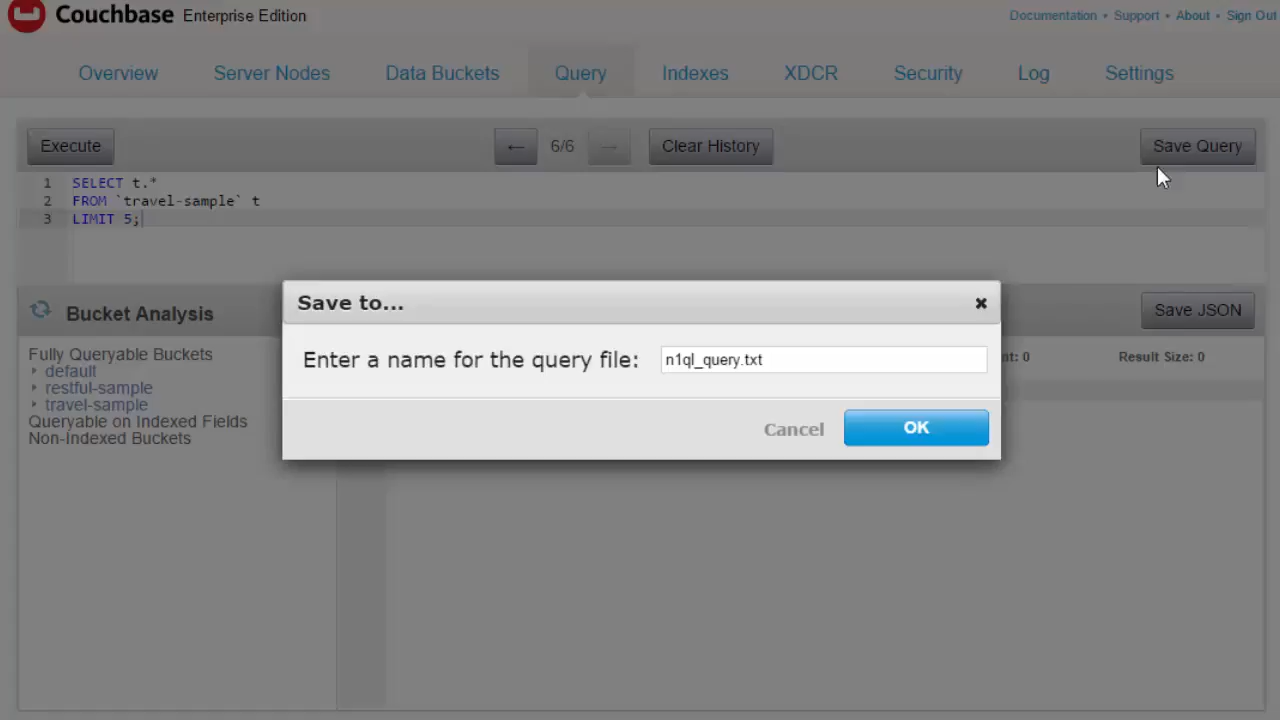 Couchbase Enterprise Edition
Documentation • Support • About • Sign Out
Overview Server Nodes Data Buckets Query Indexes XDCR Security Log Settings
Execute ← 6/6 → Clear History Save Query
1 SELECT t.*
2 FROM `travel-sample` t
3 LIMIT 5;
Bucket Analysis
Save JSON
Fully Queryable Buckets
default
restful-sample
travel-sample
Queryable on Indexed Fields
Non-Indexed Buckets
nt: 0 Result Size: 0
Save to...
Enter a name for the query file: n1ql_query.txt
Cancel OK